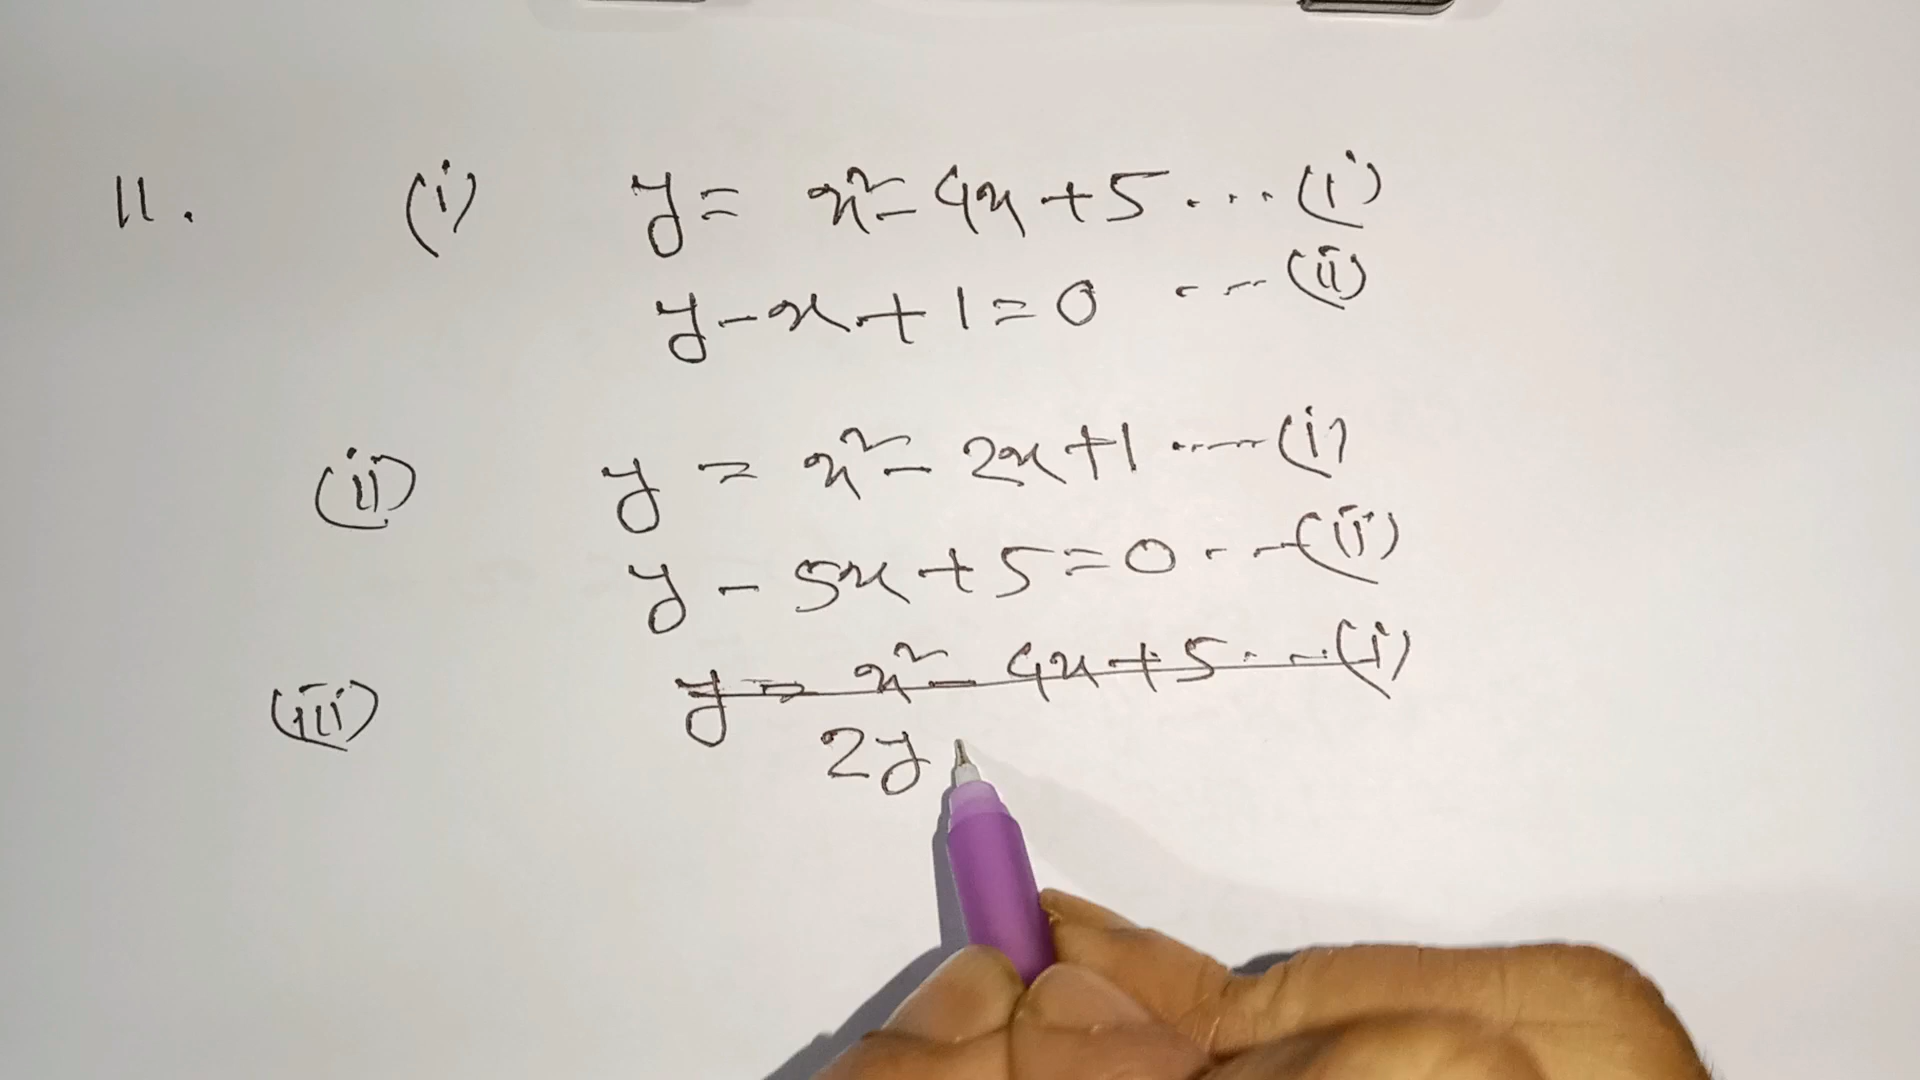 11. (i) y = x² - 4x + 5 ... (i)
y - x + 1 = 0 --- (ii)
(ii) y = x² - 2x + 1 ---- (i)
y - 5x + 5 = 0 --- (ii)
(iii) y = x² - 4x + 5 --- (i)
2y